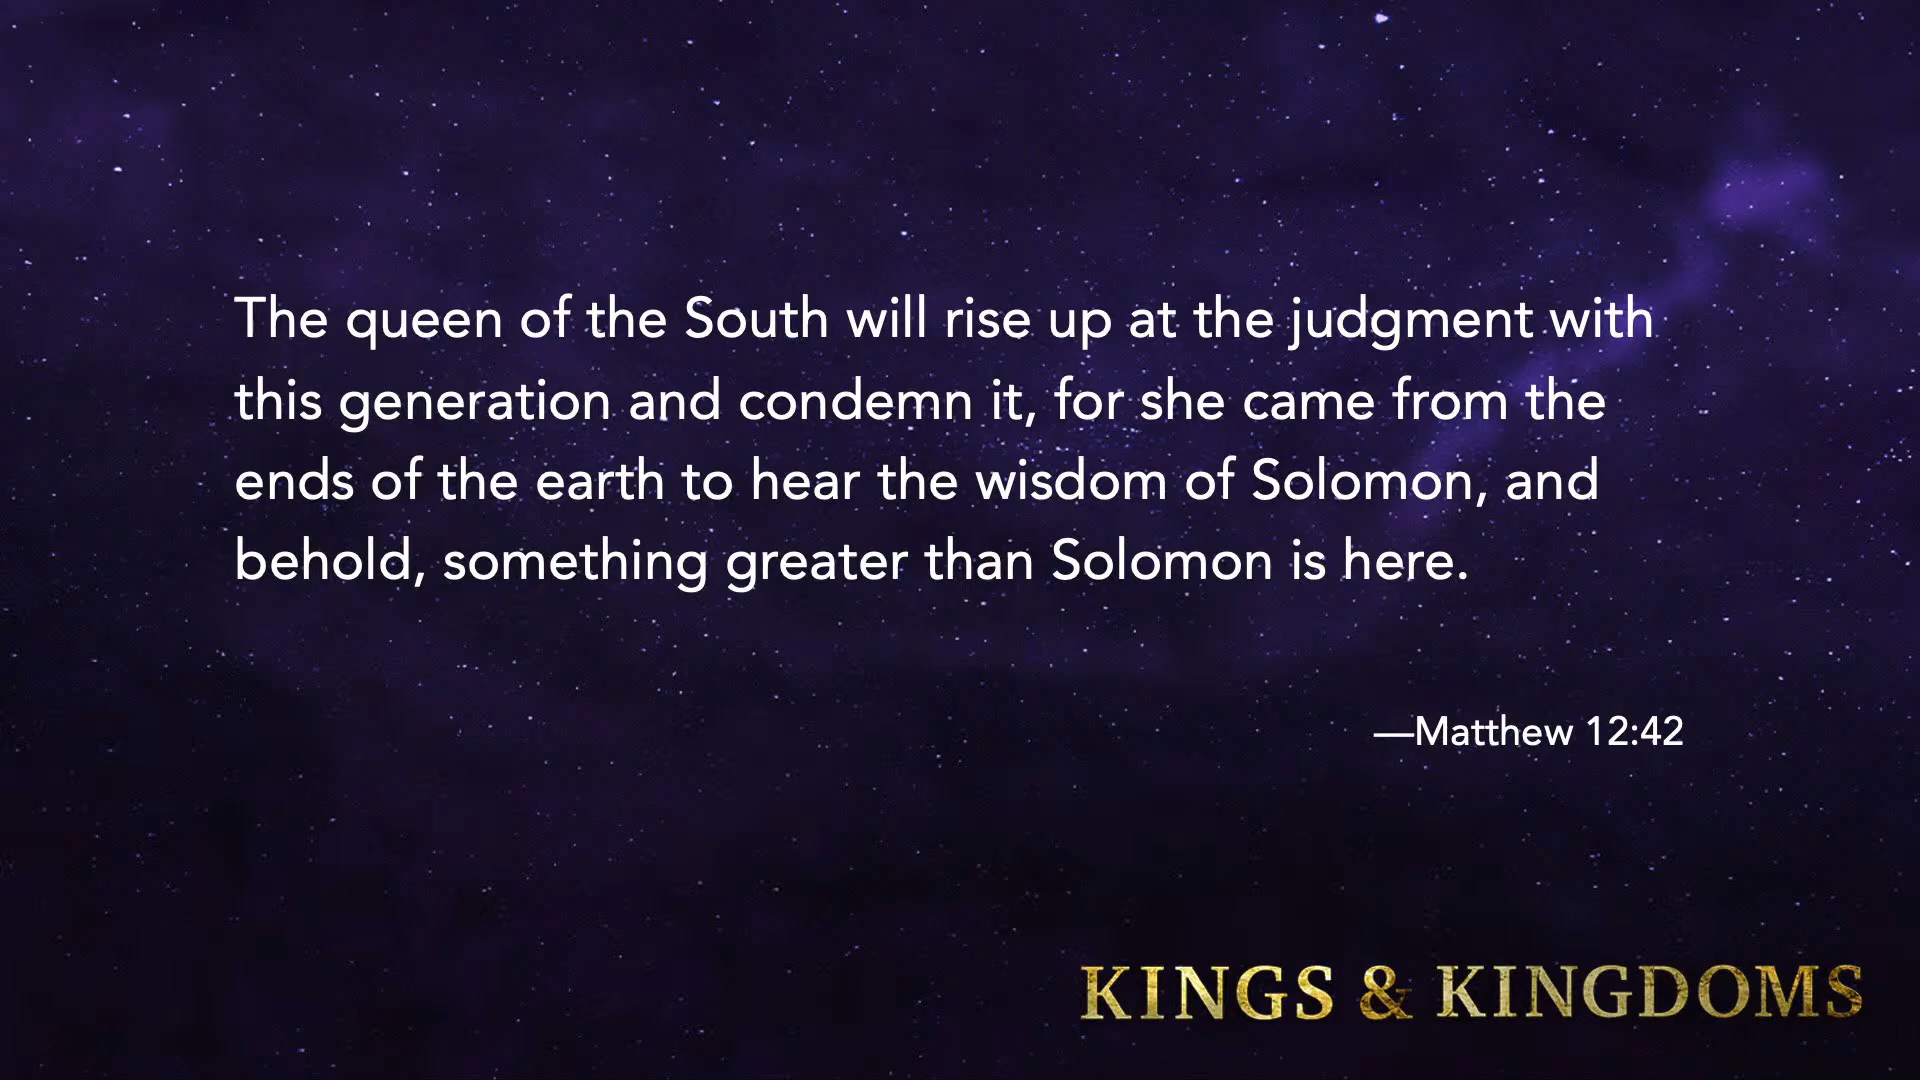 The queen of the South will rise up at the judgment with
this generation and condemn it, for she came from the
ends of the earth to hear the wisdom of Solomon, and
behold, something greater than Solomon is here.
—Matthew 12:42
KINGS & KINGDOMS